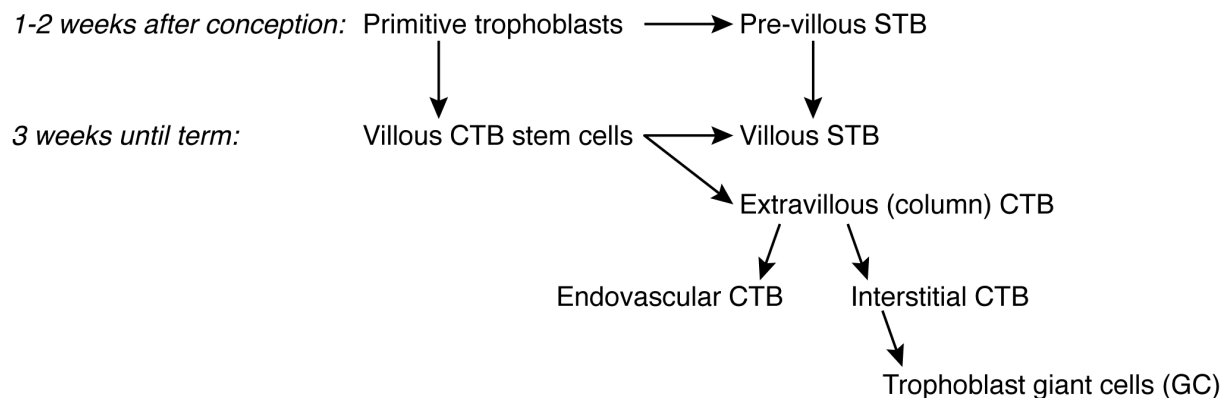 1-2 weeks after conception: Primitive trophoblasts Pre-villous STB
3 weeks until term: Villous CTB stem cells Villous STB
Extravillous (column) CTB
Endovascular CTB Interstitial CTB
Trophoblast giant cells (GC)